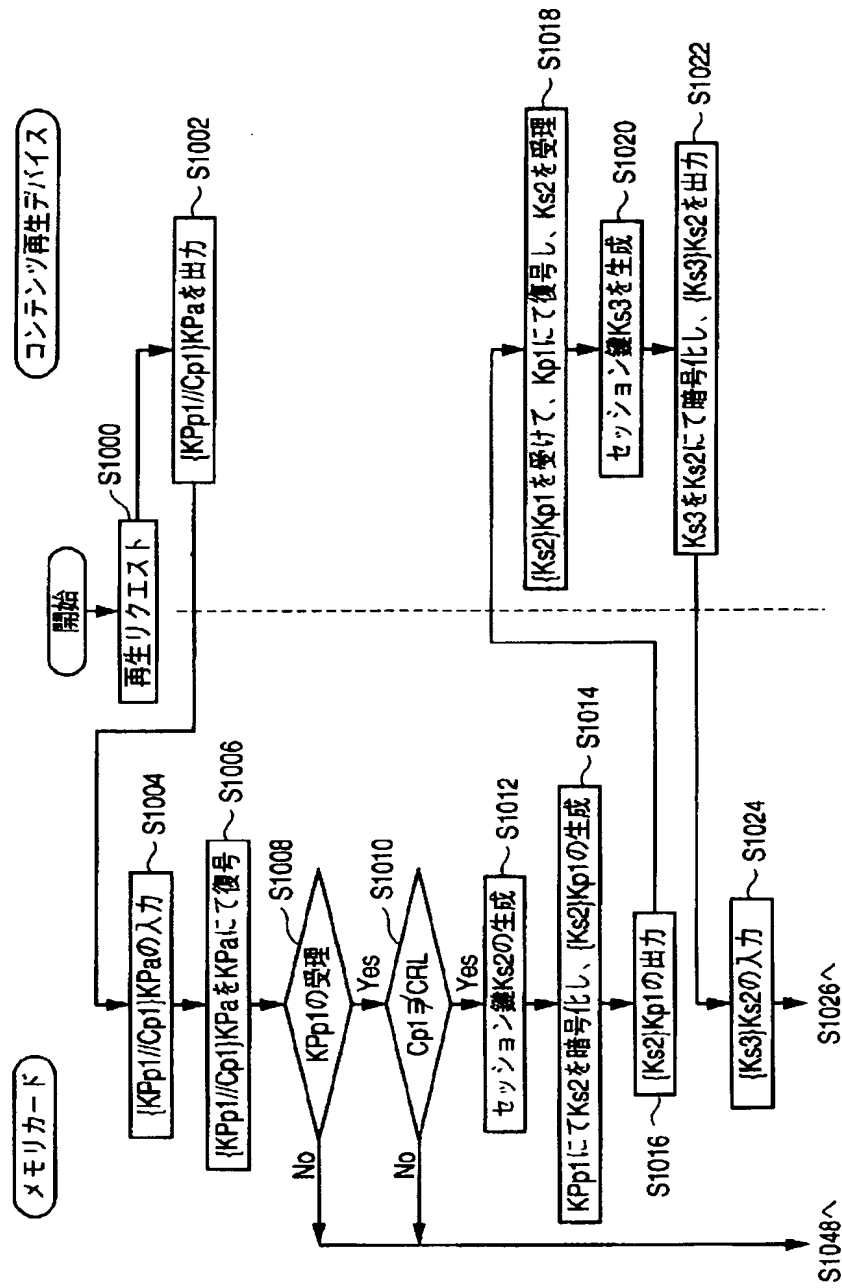 メモリカード
コンテンツ再生デバイス
開始
再生リクエスト
S1000
{KPp1//Cp1}KPaを出力
S1002
{KPp1//Cp1}KPaの入力
S1004
{KPp1//Cp1}KPaをKPaにて復号
S1006
KPp1の受理
S1008
No
Yes
Cp1∌CRL
S1010
No
Yes
セッション鍵Ks2の生成
S1012
KPp1にてKs2を暗号化し、{Ks2}Kp1の生成
S1014
{Ks2}Kp1の出力
S1016
{Ks2}Kp1を受けて、Kp1にて復号し、Ks2を受理
S1018
セッション鍵Ks3を生成
S1020
Ks3をKs2にて暗号化し、{Ks3}Ks2を出力
S1022
{Ks3}Ks2の入力
S1024
S1048へ
S1026へ